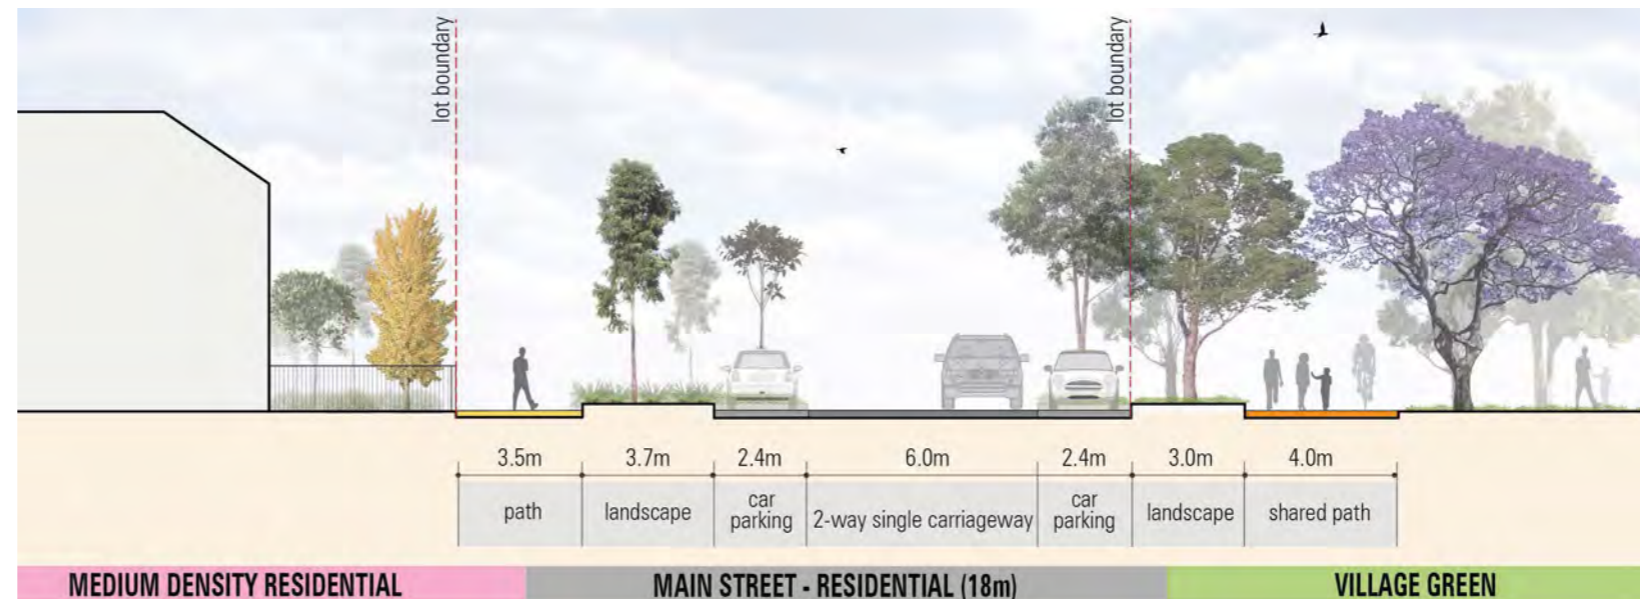 lot boundary
lot boundary
3.5m 3.7m 2.4m 6.0m 2.4m 3.0m 4.0m
path landscape car parking 2-way single carriageway car parking landscape shared path
MEDIUM DENSITY RESIDENTIAL MAIN STREET - RESIDENTIAL (18m) VILLAGE GREEN